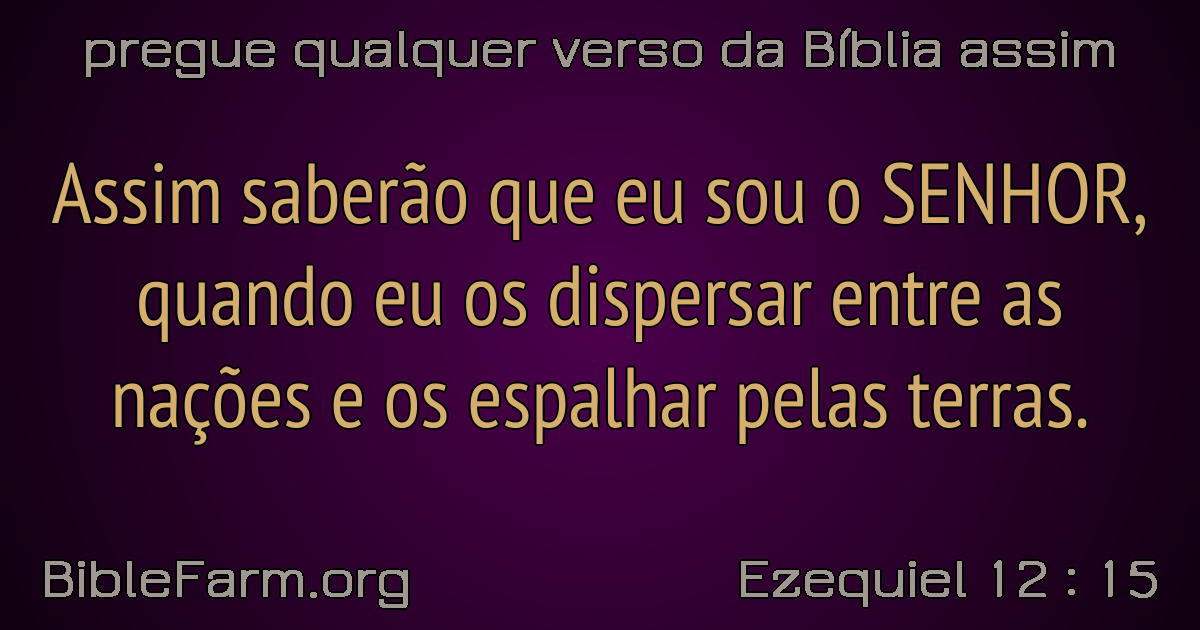 pregue qualquer verso da Bíblia assim
Assim saberão que eu sou o SENHOR,
quando eu os dispersar entre as
nações e os espalhar pelas terras.
BibleFarm.org
Ezequiel 12 : 15